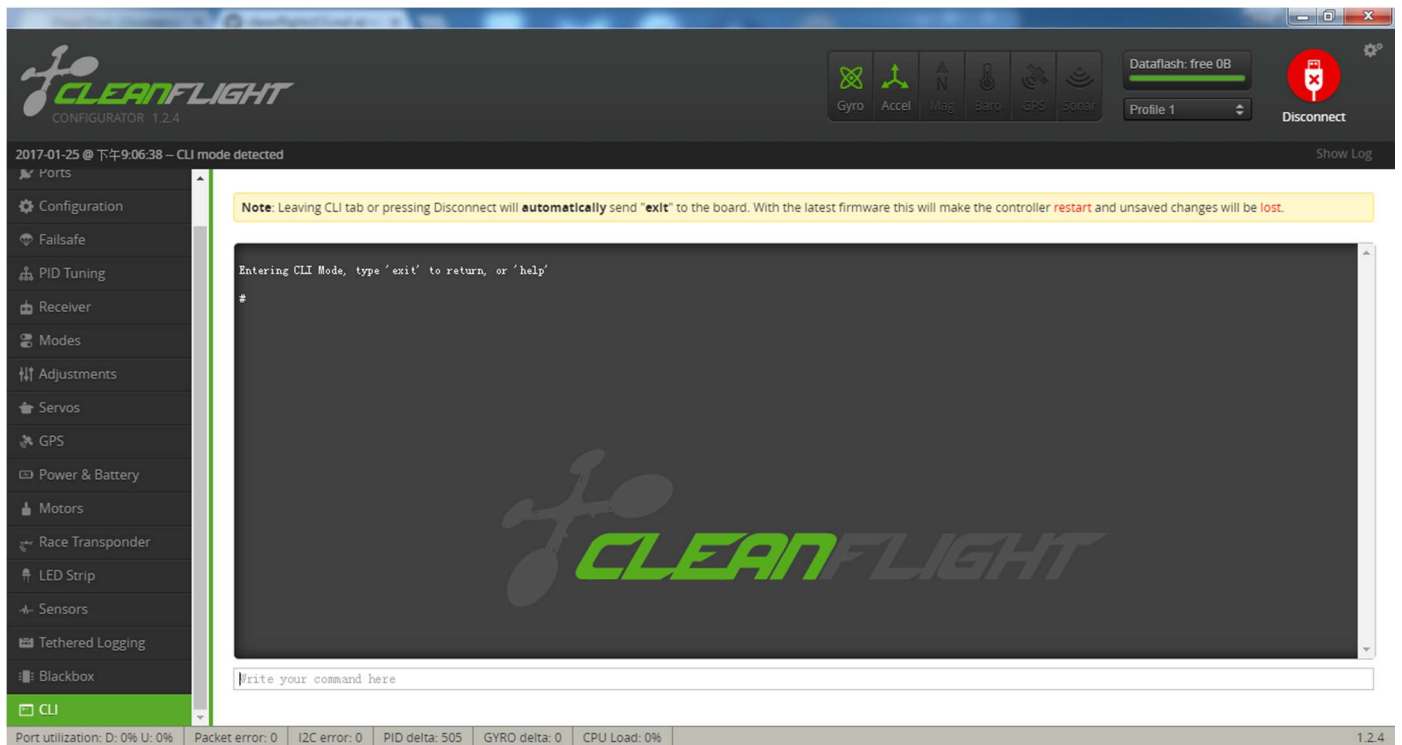 CLEANFLIGHT
CONFIGURATOR 1.2.4
Gyro Accel Mag Baro GPS Sonar
Dataflash: free 0B
Profile 1
Disconnect
2017-01-25 @ 下午9:06:38 -- CLI mode detected
Show Log
Ports
Configuration
Failsafe
PID Tuning
Receiver
Modes
Adjustments
Servos
GPS
Power & Battery
Motors
Race Transponder
LED Strip
Sensors
Tethered Logging
Blackbox
CLI
Note: Leaving CLI tab or pressing Disconnect will automatically send "exit" to the board. With the latest firmware this will make the controller restart and unsaved changes will be lost.
Entering CLI Mode, type 'exit' to return, or 'help'
#
CLEANFLIGHT
Write your command here
Port utilization: D: 0% U: 0% Packet error: 0 I2C error: 0 PID delta: 505 GYRO delta: 0 CPU Load: 0% 1.2.4